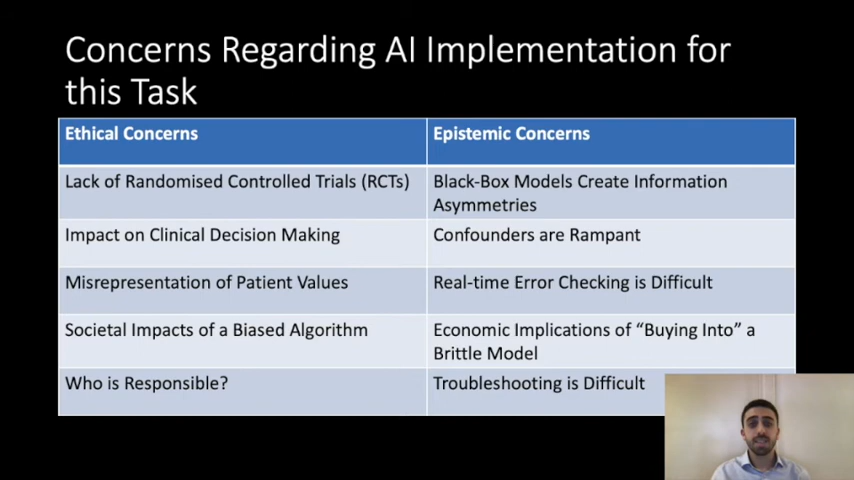 Concerns Regarding AI Implementation for
this Task
Ethical Concerns
Epistemic Concerns
Lack of Randomised Controlled Trials (RCTs)
Black-Box Models Create Information
Asymmetries
Impact on Clinical Decision Making
Confounders are Rampant
Misrepresentation of Patient Values
Real-time Error Checking is Difficult
Societal Impacts of a Biased Algorithm
Economic Implications of “Buying Into” a
Brittle Model
Who is Responsible?
Troubleshooting is Difficult